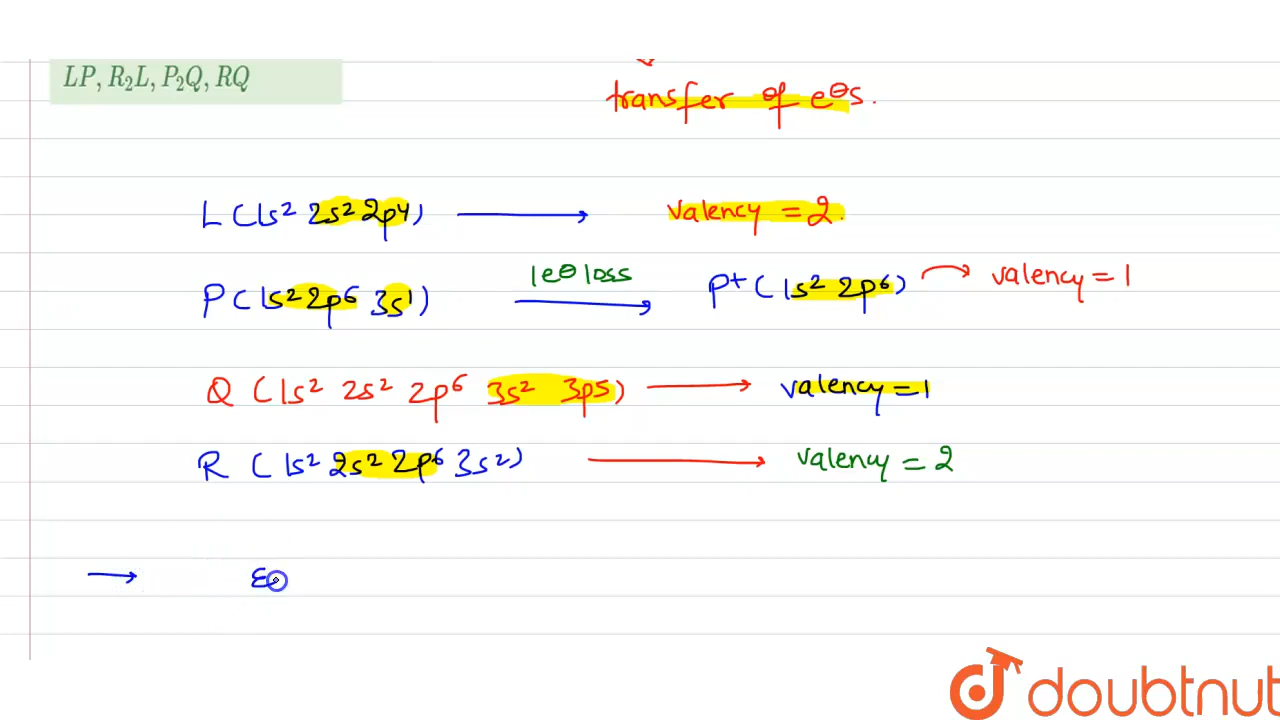 LP, R₂L, P₂Q, RQ
transfer of e⊖s.
L (1s² 2s² 2p⁴) ⟶ valency = 2.
P (1s² 2p⁶ 3s¹) 1e⊖ loss ⟶ P⁺ (1s² 2p⁶) → valency = 1
Q (1s² 2s² 2p⁶ 3s² 3p5) ⟶ valency = 1
R (1s² 2s² 2p⁶ 3s²) ⟶ valency = 2
⟶
doubtnut